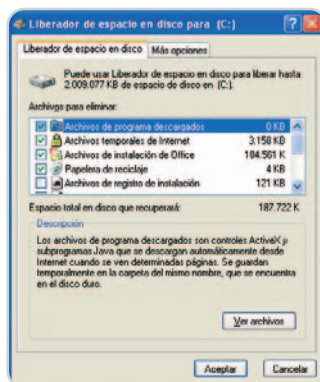 Liberador de espacio en disco para (C:)
Liberador de espacio en disco Más opciones
Puede usar Liberador de espacio en disco para liberar hasta
2.009.077 KB de espacio de disco en (C:).
Archivos para eliminar:
Archivos de programa descargados 0 KB
Archivos temporales de Internet 3.158 KB
Archivos de instalación de Office 184.561 K
Papelera de reciclaje 4 KB
Archivos de registro de instalación 121 KB
Espacio total en disco que recuperará: 187.722 K
Descripción
Los archivos de programa descargados son controles ActiveX y
subprogramas Java que se descargan automáticamente desde
Internet cuando se ven determinadas páginas. Se guardan
temporalmente en la carpeta del mismo nombre, que se encuentra
en el disco duro.
Ver archivos
Aceptar Cancelar